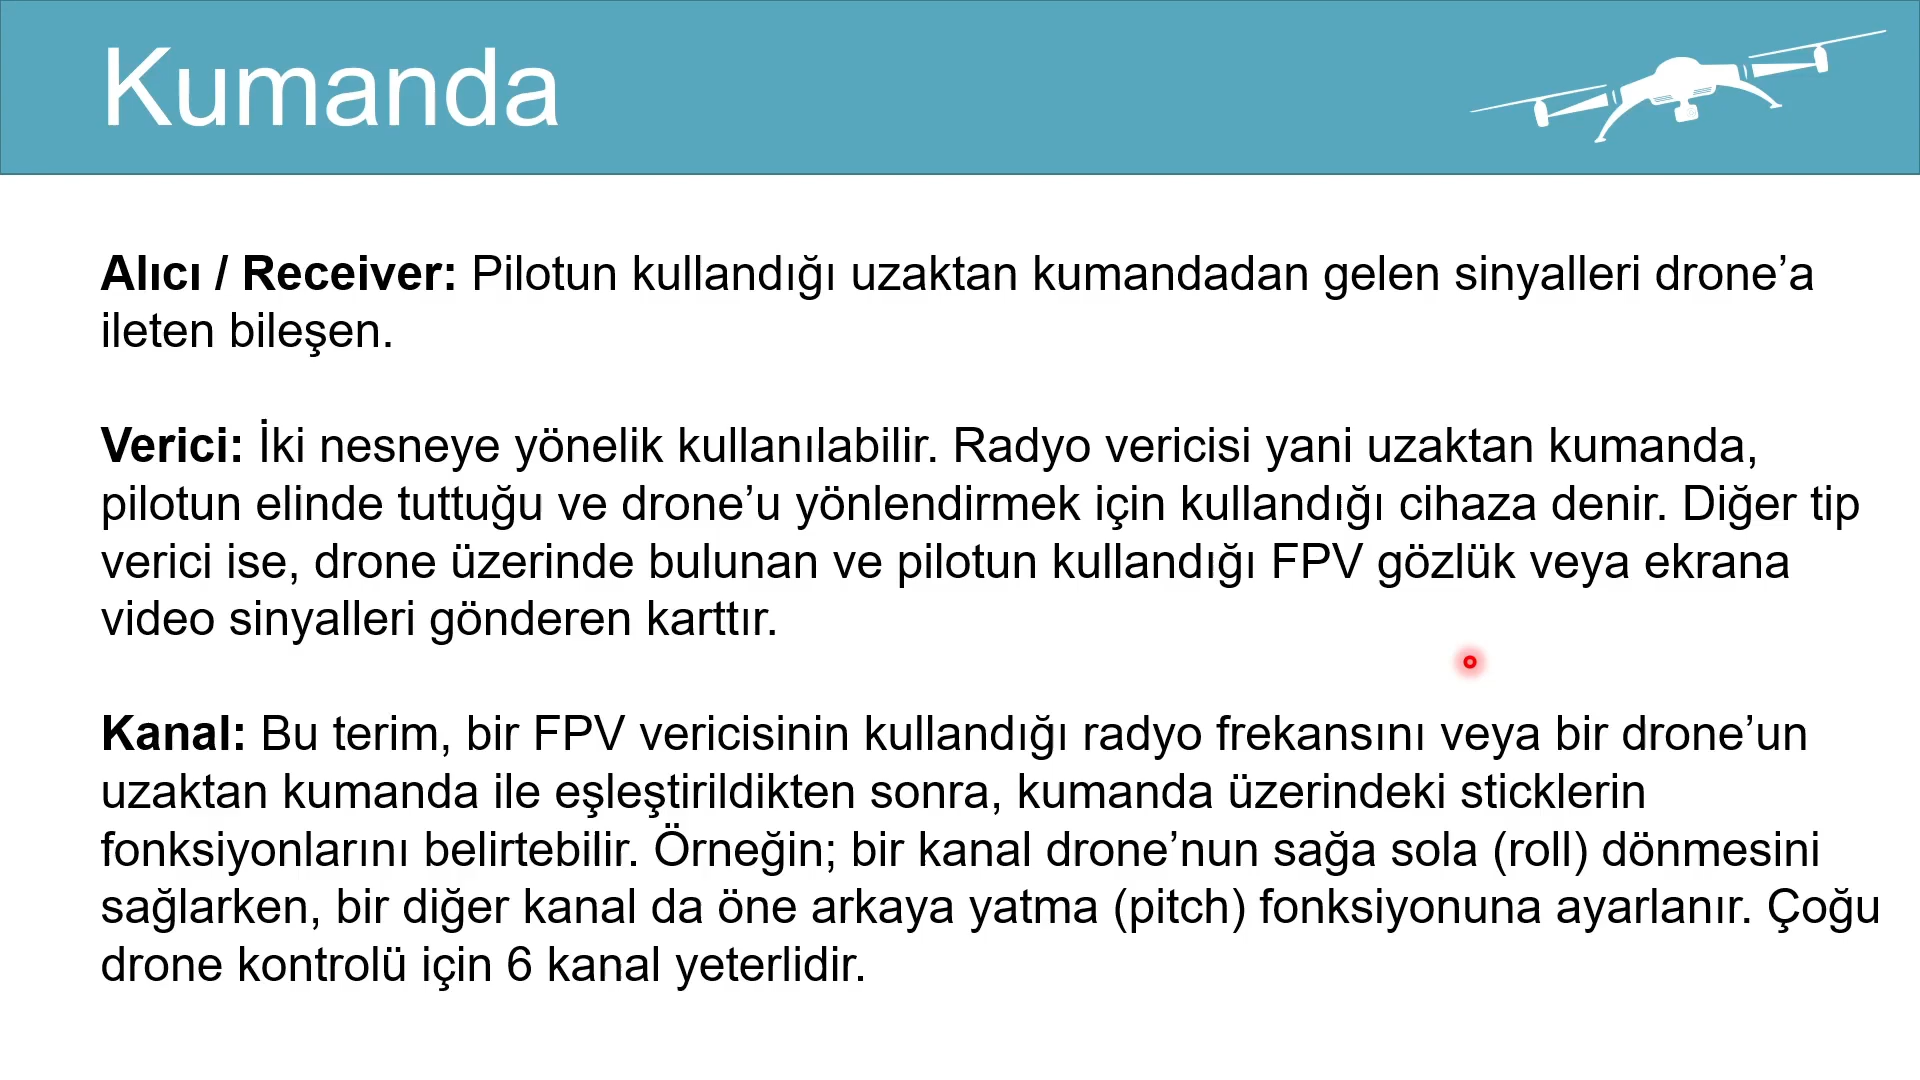 Kumanda
Alıcı / Receiver: Pilotun kullandığı uzaktan kumandadan gelen sinyalleri drone’a
ileten bileşen.
Verici: İki nesneye yönelik kullanılabilir. Radyo vericisi yani uzaktan kumanda,
pilotun elinde tuttuğu ve drone’u yönlendirmek için kullandığı cihaza denir. Diğer tip
verici ise, drone üzerinde bulunan ve pilotun kullandığı FPV gözlük veya ekrana
video sinyalleri gönderen karttır.
Kanal: Bu terim, bir FPV vericisinin kullandığı radyo frekansını veya bir drone’un
uzaktan kumanda ile eşleştirildikten sonra, kumanda üzerindeki sticklerin
fonksiyonlarını belirtebilir. Örneğin; bir kanal drone’nun sağa sola (roll) dönmesini
sağlarken, bir diğer kanal da öne arkaya yatma (pitch) fonksiyonuna ayarlanır. Çoğu
drone kontrolü için 6 kanal yeterlidir.